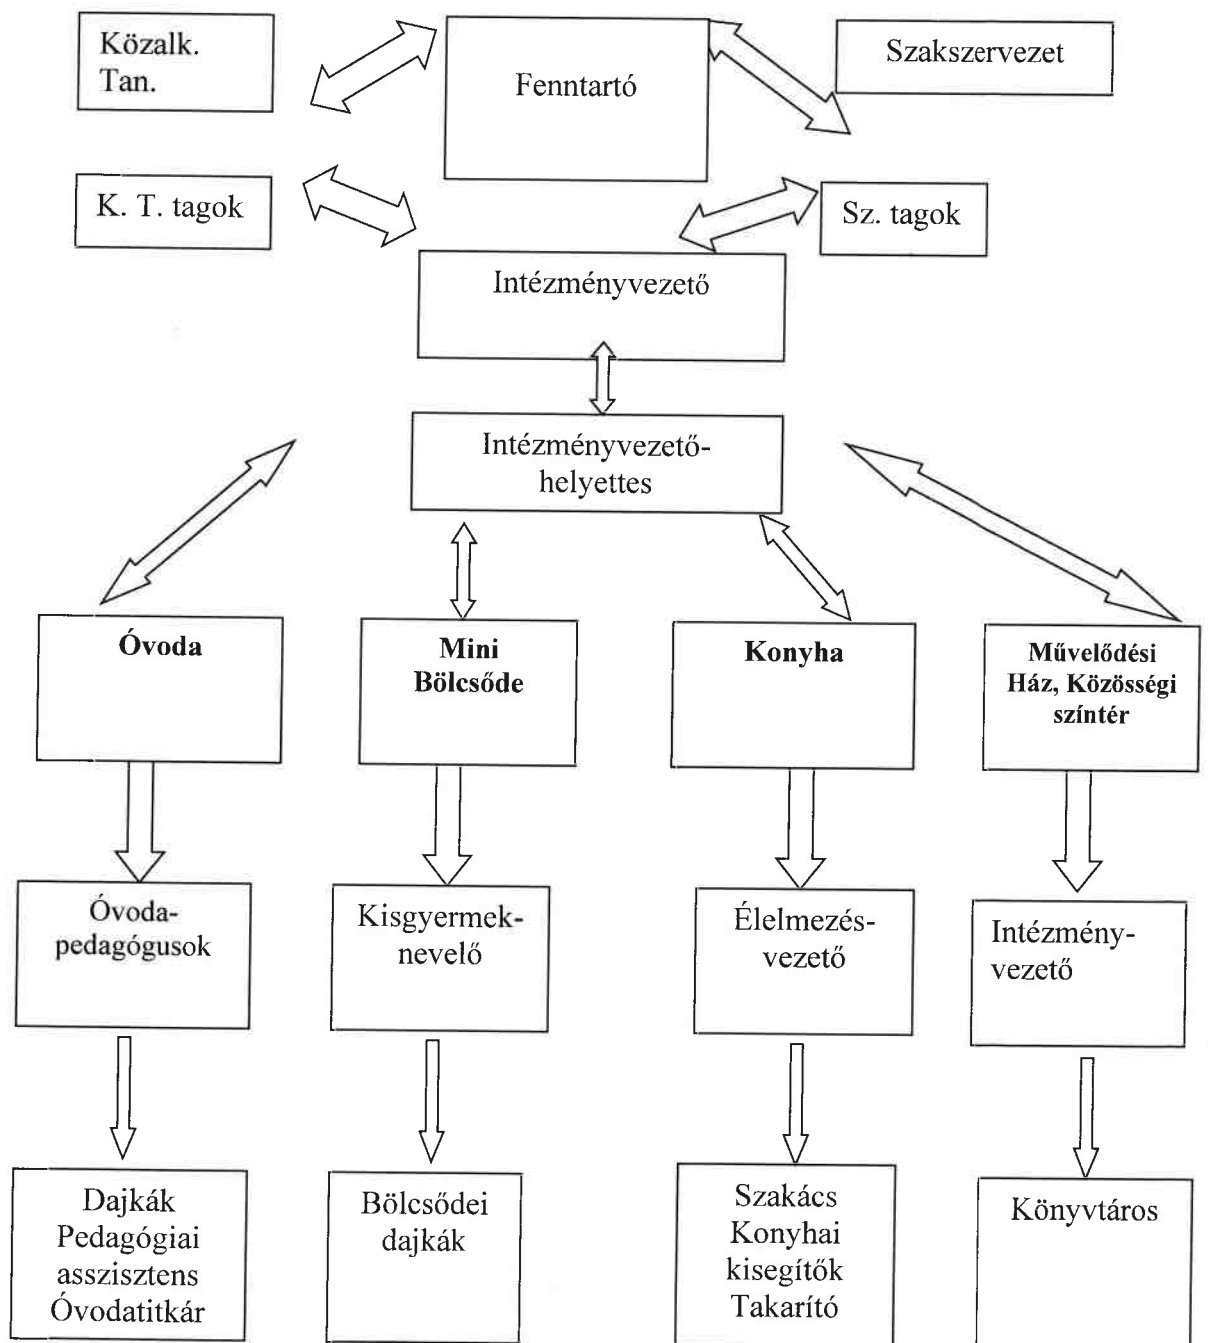 Közalk.
Tan.
Fenntartó
Szakszervezet
K. T. tagok
Sz. tagok
Intézményvezető
Intézményvezető-
helyettes
Óvoda
Mini
Bölcsőde
Konyha
Művelődési
Ház, Közösségi
színtér
Óvoda-
pedagógusok
Kisgyermek-
nevelő
Élelmezés-
vezető
Intézmény-
vezető
Dajkák
Pedagógiai
asszisztens
Óvodatitkár
Bölcsődei
dajkák
Szakács
Konyhai
kisegítők
Takarító
Könyvtáros